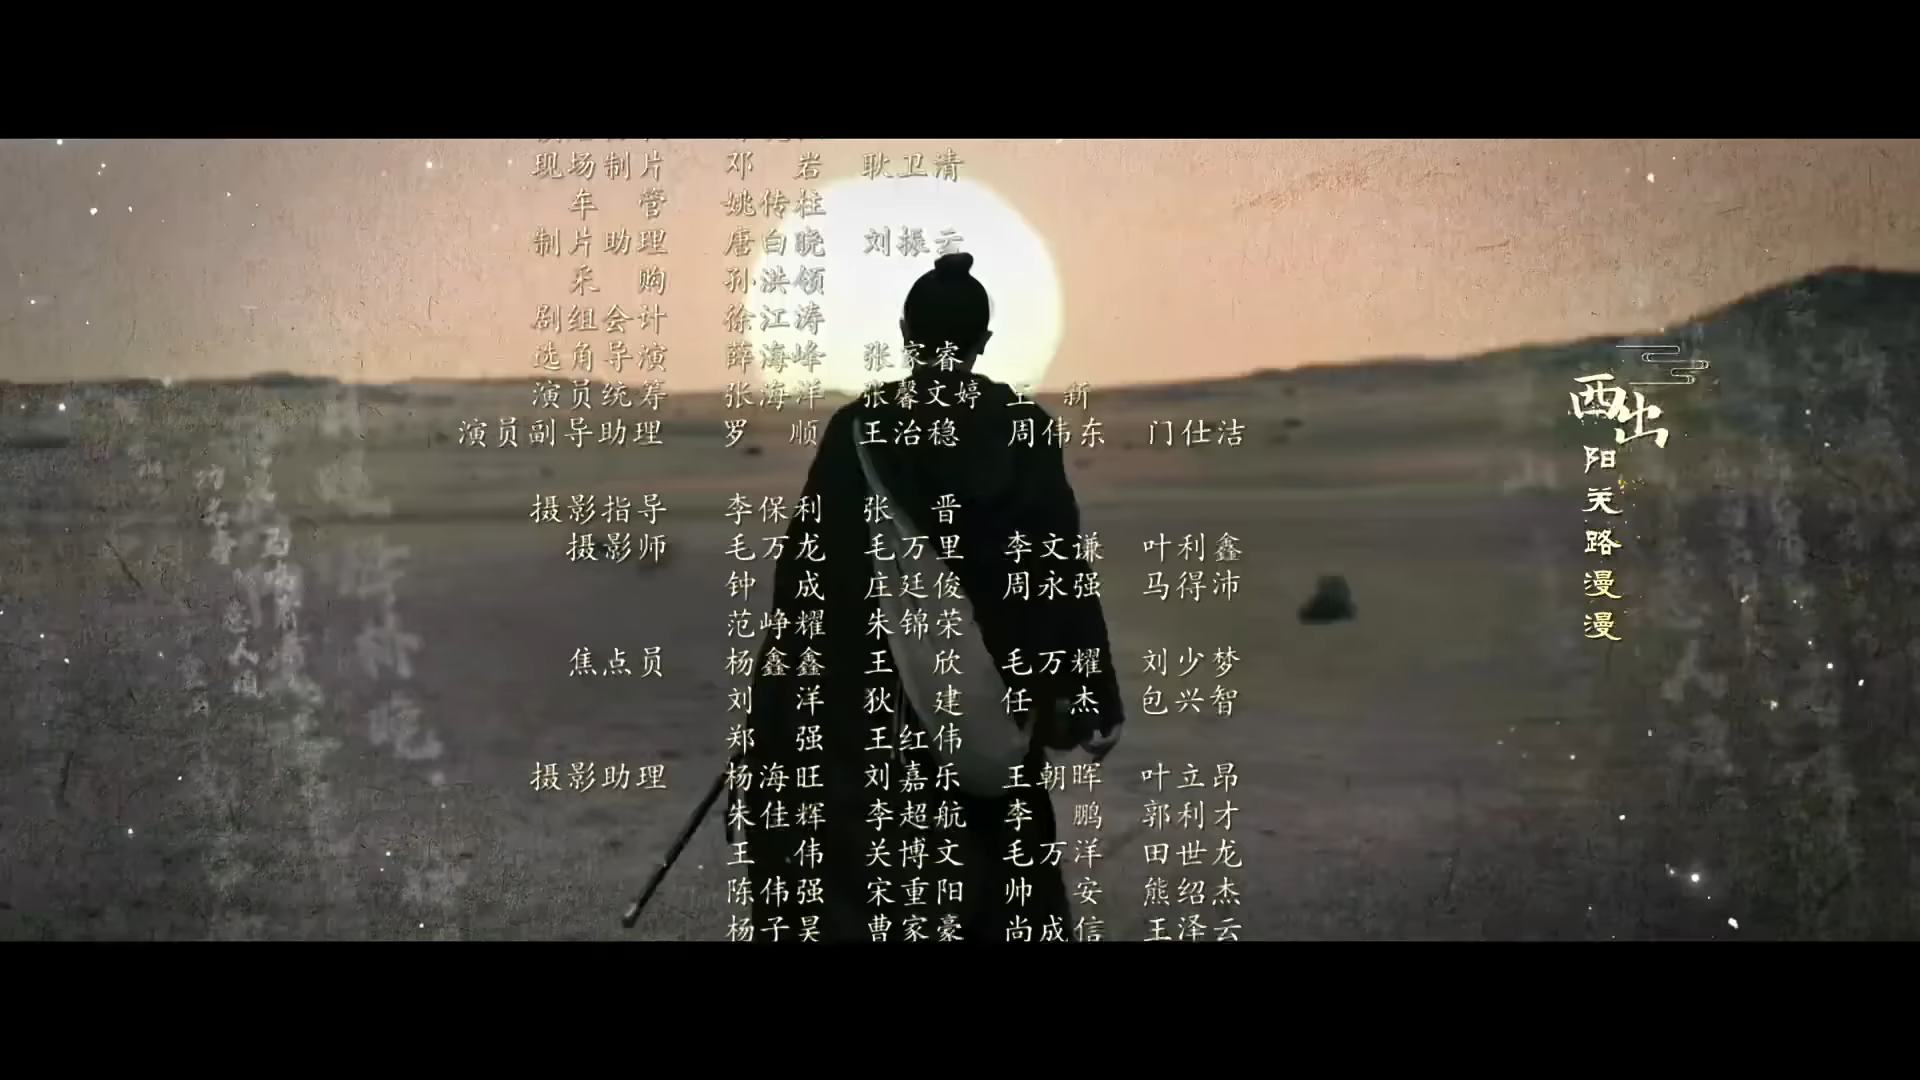 现场制片 邓岩 耿卫清
车管 姚传柱
制片助理 唐白晓 刘振云
采购 孙洪领
剧组会计 徐江涛
选角导演 薛海峰 张家睿
演员统筹 张海洋 张馨文婷 王新
演员副导助理 罗顺 王治稳 周伟东 门仕洁
摄影指导 李保利 张晋
摄影师 毛万龙 毛万里 李文谦 叶利鑫
钟成 庄廷俊 周永强 马得沛
范峥耀 朱锦荣
焦点员 杨鑫鑫 王欣 毛万耀 刘少梦
刘洋 狄建 任杰 包兴智
郑强 王红伟
摄影助理 杨海旺 刘嘉乐 王朝晖 叶立昂
朱佳辉 李超航 李鹏 郭利才
王伟 关博文 毛万洋 田世龙
陈伟强 宋重阳 帅安 熊绍杰
杨子昊 曹家豪 尚成信 王泽云
西出阳关路漫漫